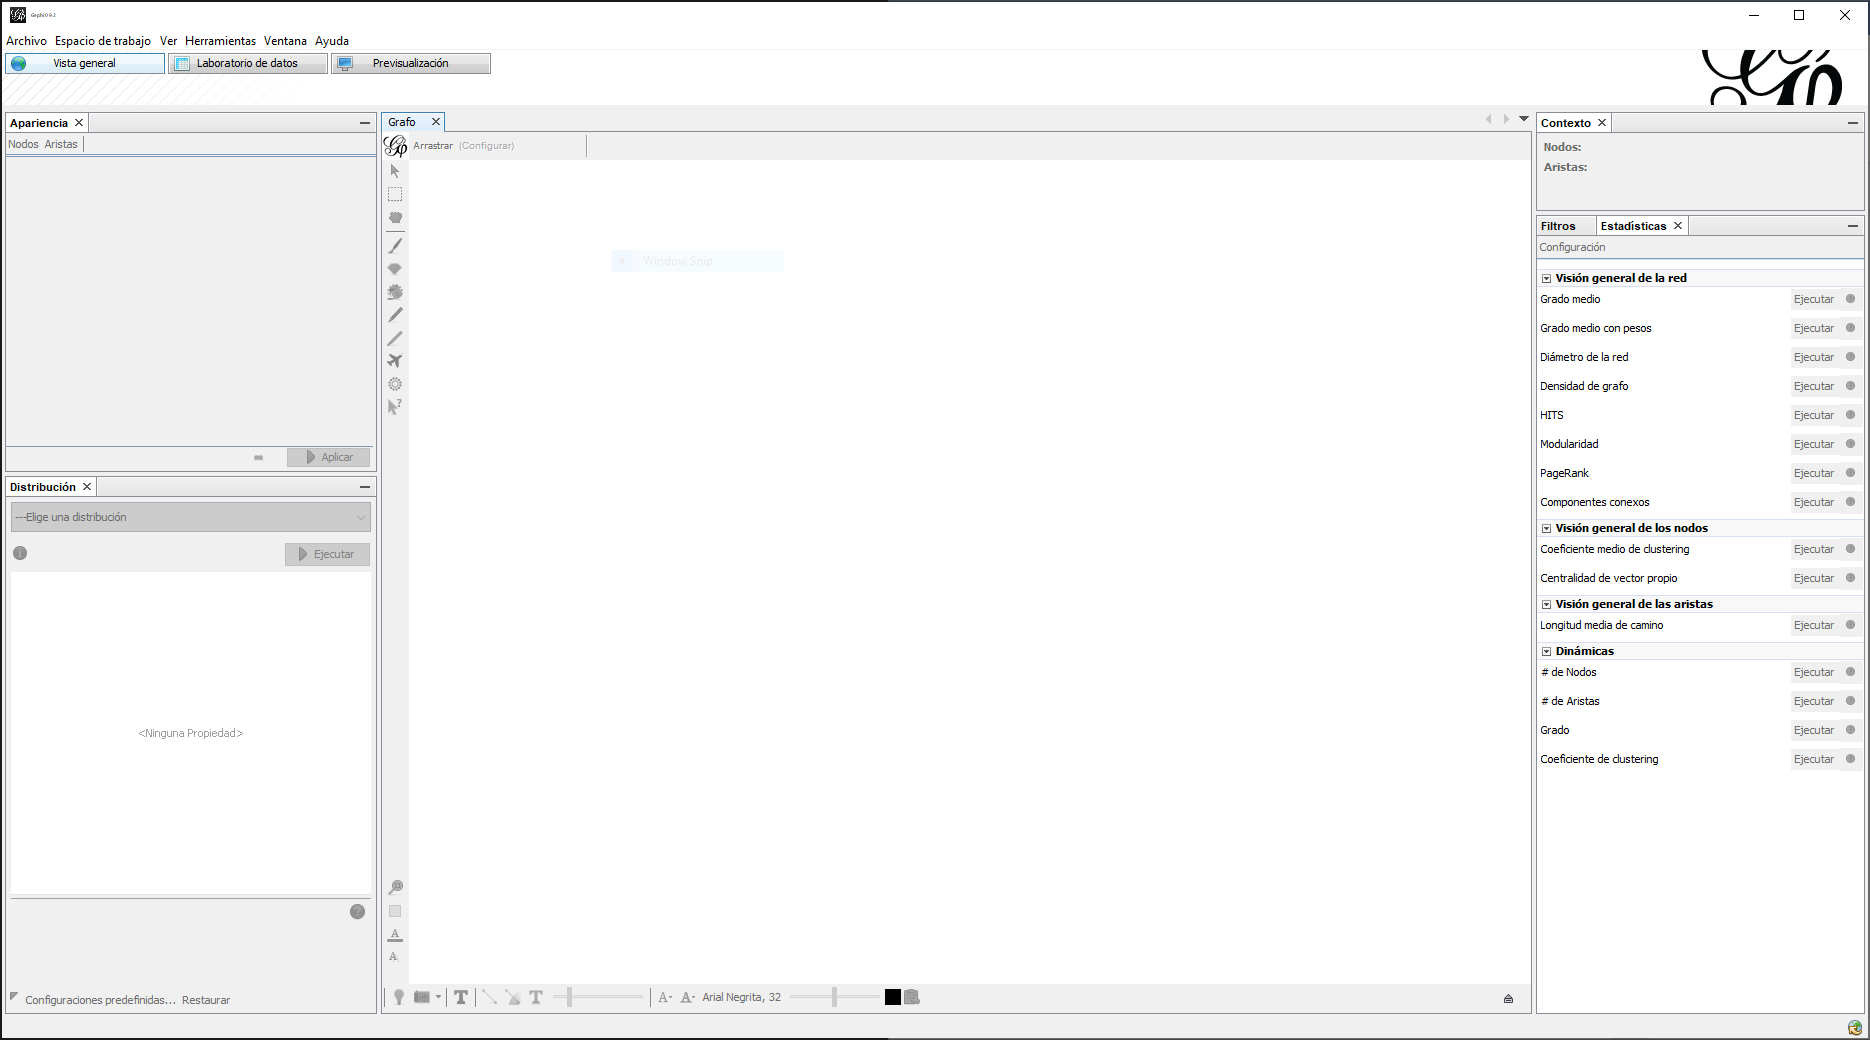 Gephi 0.9.2
Archivo Espacio de trabajo Ver Herramientas Ventana Ayuda
Vista general Laboratorio de datos Previsualización
Apariencia
Nodos Aristas
Aplicar
Distribución
---Elige una distribución
Ejecutar
<Ninguna Propiedad>
Configuraciones predefinidas... Restaurar
Grafo
Arrastrar (Configurar)
Window Snip
Arial Negrita, 32
Contexto
Nodos:
Aristas:
Filtros Estadísticas
Configuración
Visión general de la red
Grado medio Ejecutar
Grado medio con pesos Ejecutar
Diámetro de la red Ejecutar
Densidad de grafo Ejecutar
HITS Ejecutar
Modularidad Ejecutar
PageRank Ejecutar
Componentes conexos Ejecutar
Visión general de los nodos
Coeficiente medio de clustering Ejecutar
Centralidad de vector propio Ejecutar
Visión general de las aristas
Longitud media de camino Ejecutar
Dinámicas
# de Nodos Ejecutar
# de Aristas Ejecutar
Grado Ejecutar
Coeficiente de clustering Ejecutar